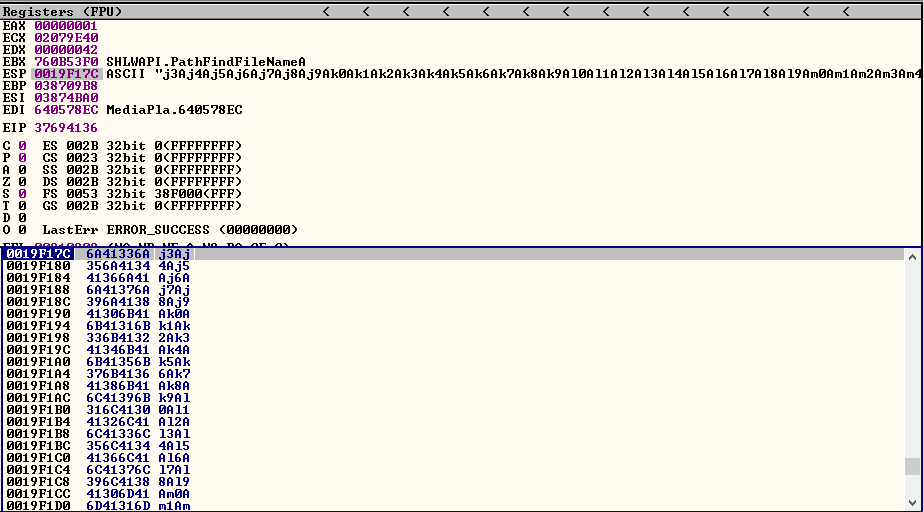 Registers (FPU) < < < < < < < < < < < < < <
EAX 00000001
ECX 02079E40
EDX 00000042
EBX 760B53F0 SHLWAPI.PathFindFileNameA
ESP 0019F17C ASCII "j3Aj4Aj5Aj6Aj7Aj8Aj9Ak0Ak1Ak2Ak3Ak4Ak5Ak6Ak7Ak8Ak9Al0Al1Al2Al3Al4Al5Al6Al7Al8Al9Am0Am1Am2Am3Am4
EBP 038709B8
ESI 03874BA0
EDI 640578EC MediaPla.640578EC
EIP 37694136
C 0 ES 002B 32bit 0(FFFFFFFF)
P 0 CS 0023 32bit 0(FFFFFFFF)
A 0 SS 002B 32bit 0(FFFFFFFF)
Z 0 DS 002B 32bit 0(FFFFFFFF)
S 0 FS 0053 32bit 38F000(FFF)
T 0 GS 002B 32bit 0(FFFFFFFF)
D 0
O 0 LastErr ERROR_SUCCESS (00000000)
0019F17C 6A41336A j3Aj
0019F180 356A4134 4Aj5
0019F184 41366A41 Aj6A
0019F188 6A41376A j7Aj
0019F18C 396A4138 8Aj9
0019F190 41306B41 Ak0A
0019F194 6B41316B k1Ak
0019F198 336B4132 2Ak3
0019F19C 41346B41 Ak4A
0019F1A0 6B41356B k5Ak
0019F1A4 376B4136 6Ak7
0019F1A8 41386B41 Ak8A
0019F1AC 6C41396B k9Al
0019F1B0 316C4130 0Al1
0019F1B4 41326C41 Al2A
0019F1B8 6C41336C l3Al
0019F1BC 356C4134 4Al5
0019F1C0 41366C41 Al6A
0019F1C4 6C41376C l7Al
0019F1C8 396C4138 8Al9
0019F1CC 41306D41 Am0A
0019F1D0 6D41316D m1Am